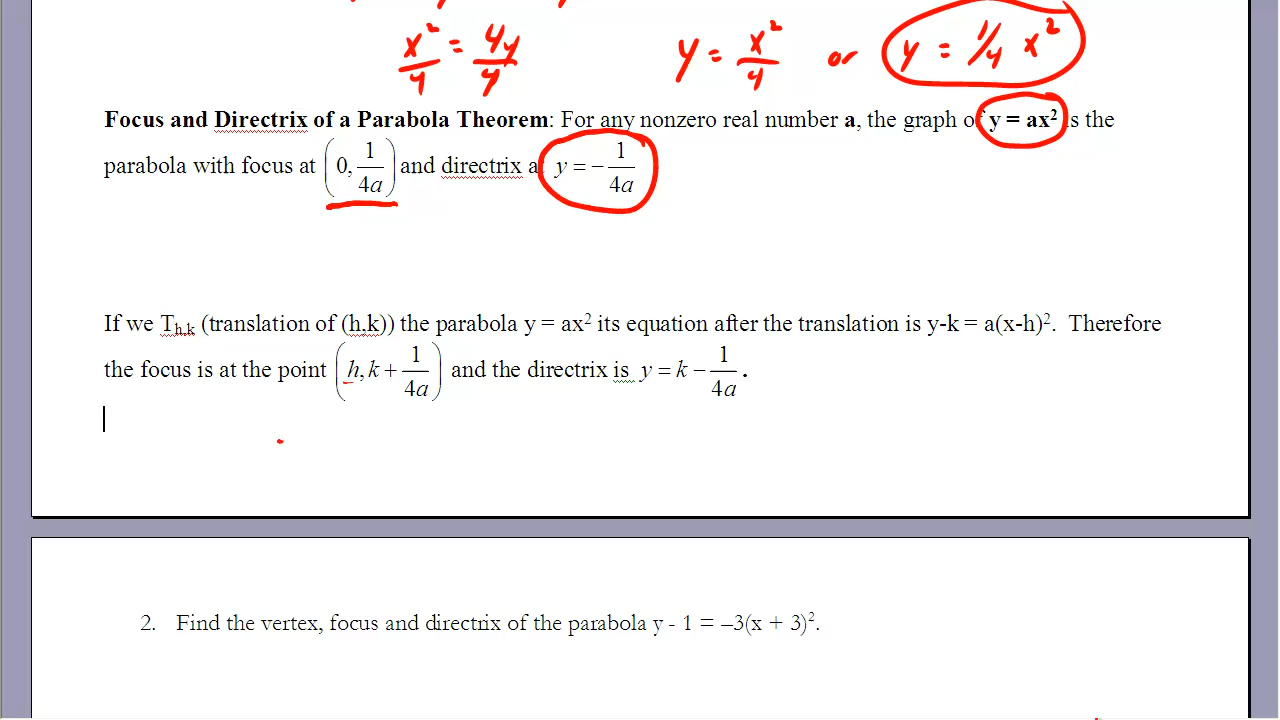 x²/4 = 4y/4 y = x²/4 or y = 1/4 x²
Focus and Directrix of a Parabola Theorem: For any nonzero real number a, the graph of y = ax² is the
parabola with focus at (0, 1/4a) and directrix a y = − 1/4a
If we T h,k (translation of (h,k)) the parabola y = ax² its equation after the translation is y-k = a(x-h)². Therefore
the focus is at the point (h, k + 1/4a) and the directrix is y = k − 1/4a .
2. Find the vertex, focus and directrix of the parabola y - 1 = –3(x + 3)².